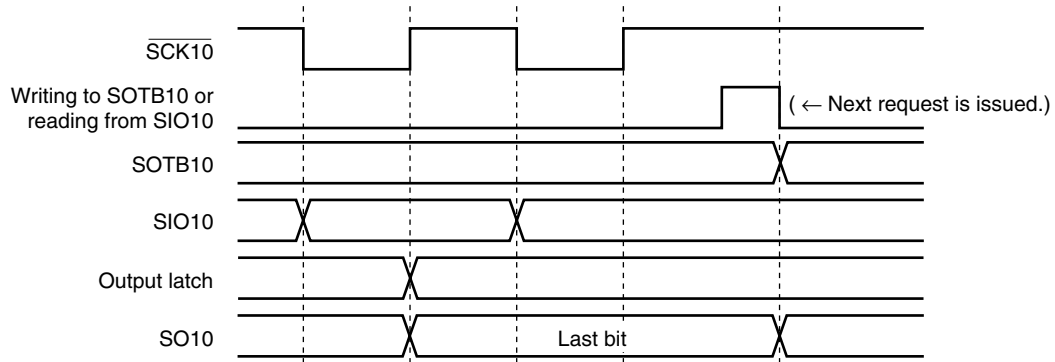 SCK10
Writing to SOTB10 or
reading from SIO10
( ← Next request is issued.)
SOTB10
SIO10
Output latch
SO10
Last bit